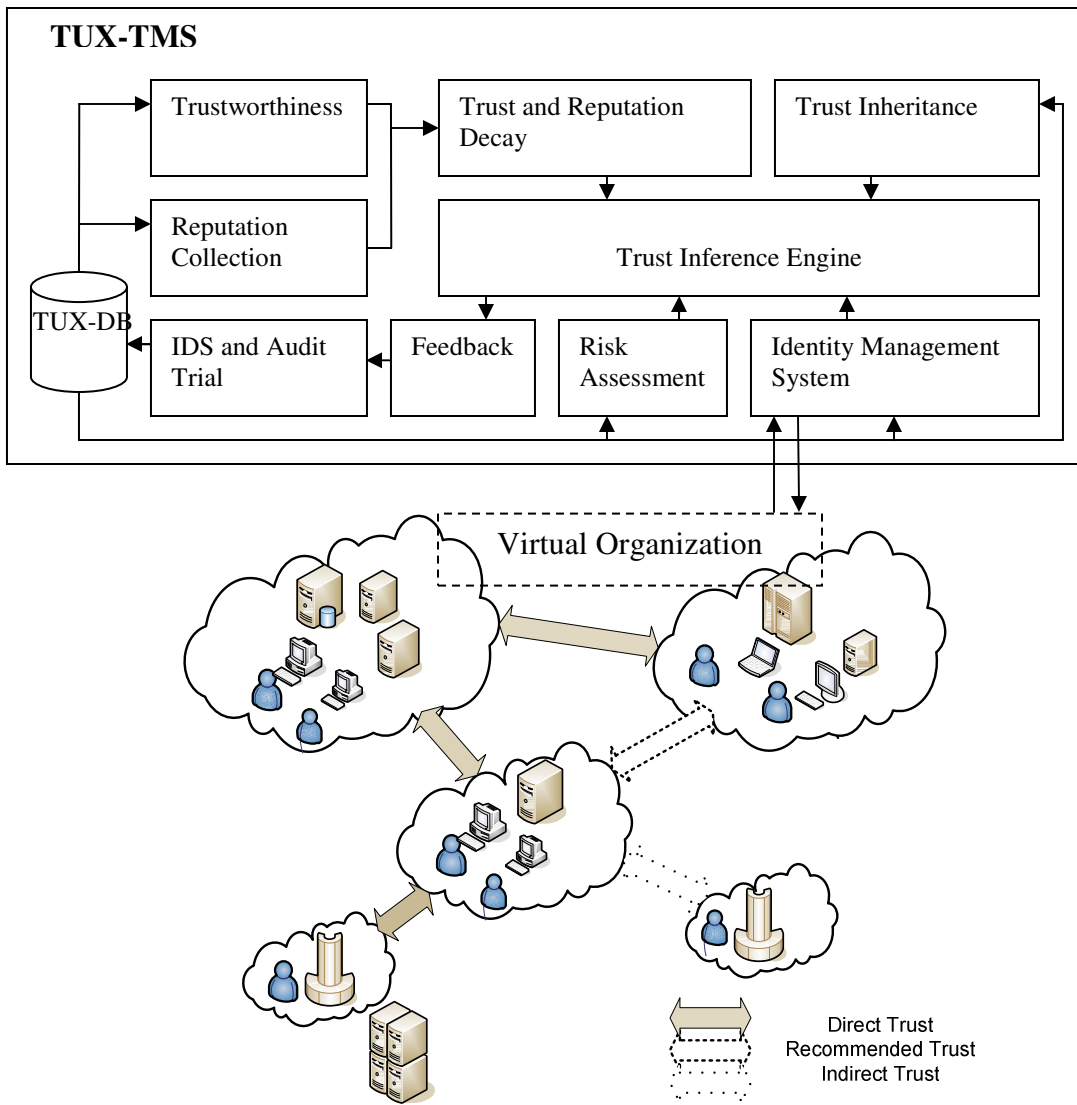 TUX-TMS
Trustworthiness
Trust and Reputation
Decay
Trust Inheritance
Reputation
Collection
Trust Inference Engine
TUX-DB
IDS and Audit
Trial
Feedback
Risk
Assessment
Identity Management
System
Virtual Organization
Direct Trust
Recommended Trust
Indirect Trust